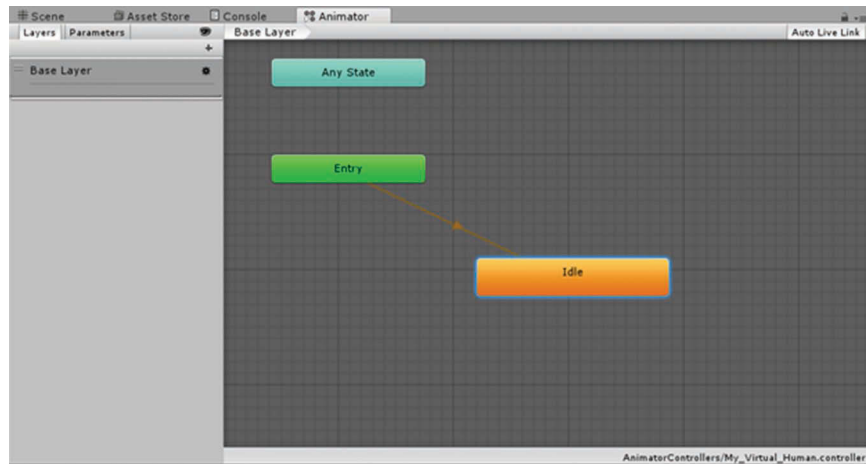 Scene Asset Store Console Animator
Layers Parameters Base Layer Auto Live Link
+
Base Layer
Any State
Entry
Idle
AnimatorControllers/My_Virtual_Human.controlle